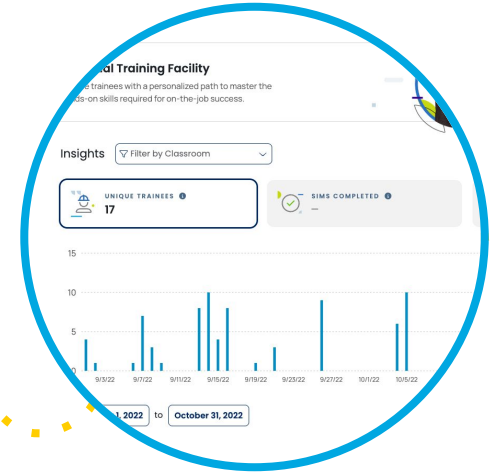 Training Facility
trainees with a personalized path to master the
skills required for on-the-job success.
Insights
Filter by Classroom
UNIQUE TRAINEES
17
SIMS COMPLETED
–
15
10
5
0
9/3/22 9/7/22 9/11/22 9/15/22 9/19/22 9/23/22 9/27/22 10/1/22 10/5/22
1, 2022 to October 31, 2022